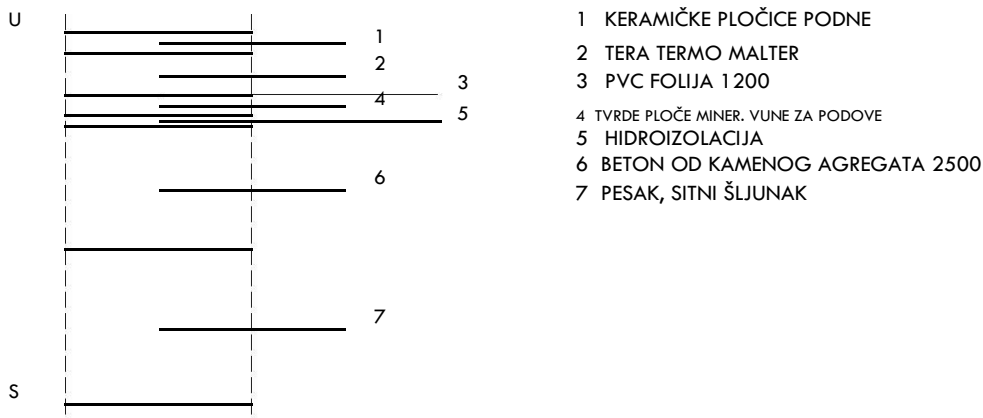 U
1
2
3
4
5
6
7
S
1 KERAMIČKE PLOČICE PODNE
2 TERA TERMO MALTER
3 PVC FOLIJA 1200
4 TVRDE PLOČE MINER. VUNE ZA PODOVE
5 HIDROIZOLACIJA
6 BETON OD KAMENOG AGREGATA 2500
7 PESAK, SITNI ŠLJUNAK